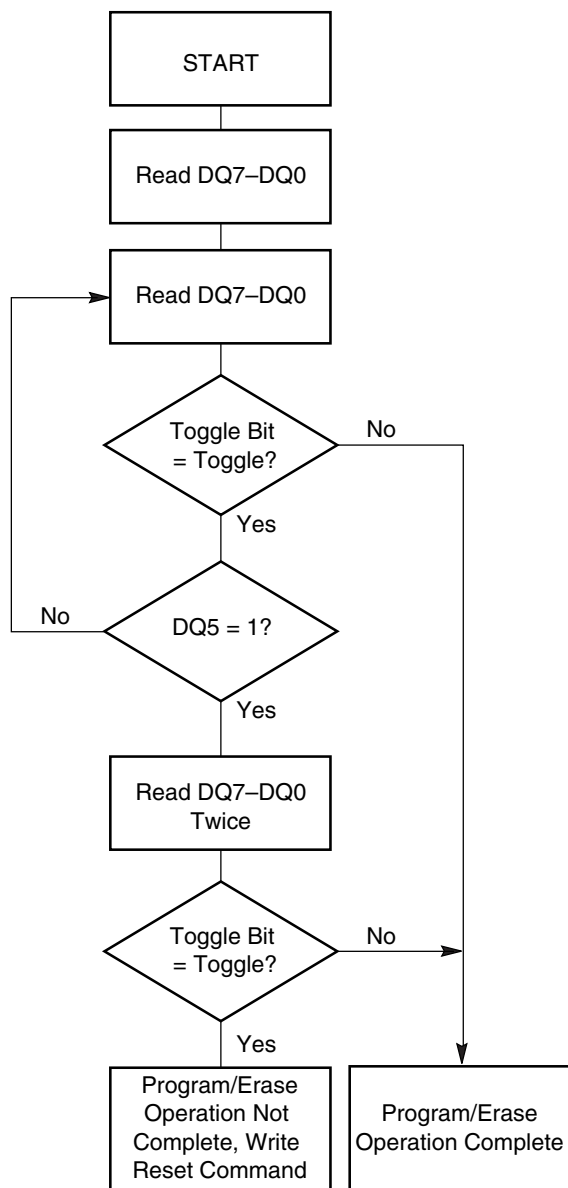 START
Read DQ7–DQ0
Read DQ7–DQ0
Toggle Bit
= Toggle?
No
Yes
DQ5 = 1?
No
Yes
Read DQ7–DQ0
Twice
Toggle Bit
= Toggle?
No
Yes
Program/Erase
Operation Not
Complete, Write
Reset Command
Program/Erase
Operation Complete